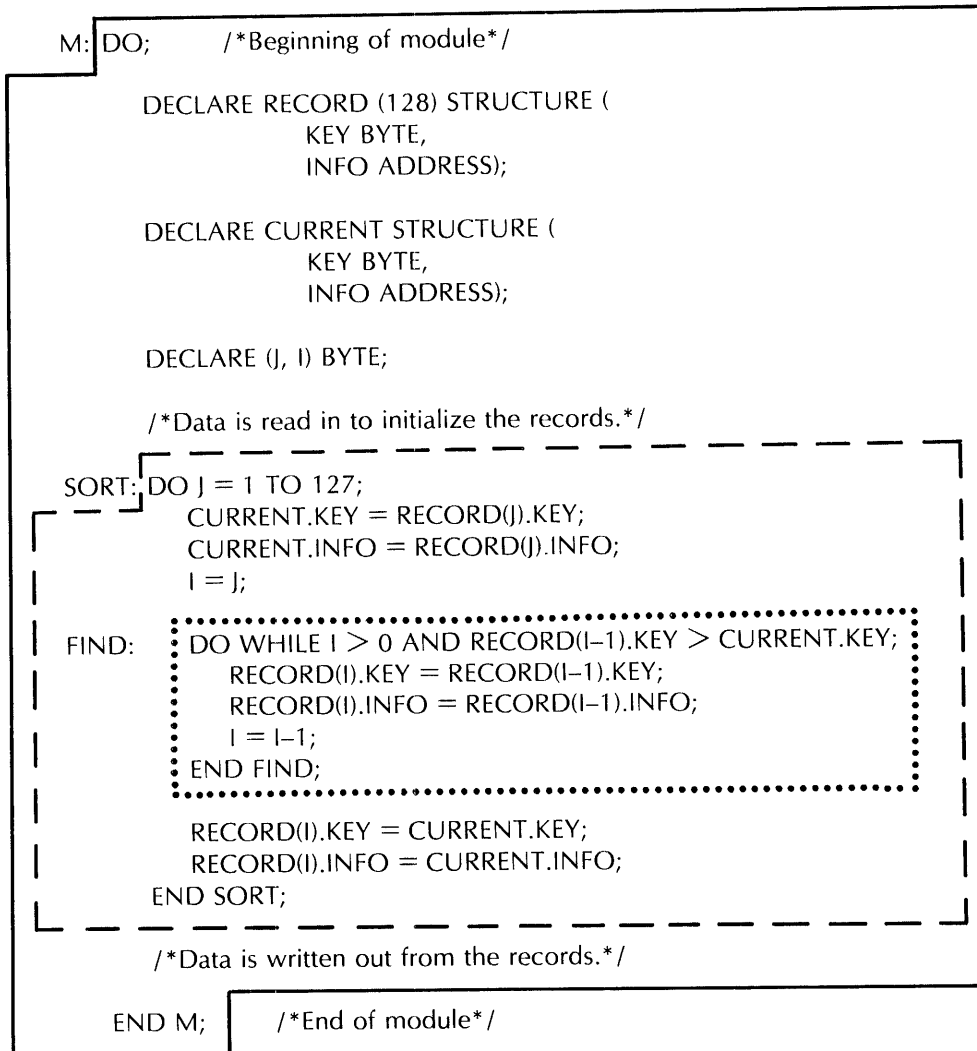 M: DO; /*Beginning of module*/
DECLARE RECORD (128) STRUCTURE (
KEY BYTE,
INFO ADDRESS);
DECLARE CURRENT STRUCTURE (
KEY BYTE,
INFO ADDRESS);
DECLARE (J, I) BYTE;
/*Data is read in to initialize the records.*/
SORT: DO J = 1 TO 127;
CURRENT.KEY = RECORD(J).KEY;
CURRENT.INFO = RECORD(J).INFO;
I = J;
FIND: DO WHILE I > 0 AND RECORD(I–1).KEY > CURRENT.KEY;
RECORD(I).KEY = RECORD(I–1).KEY;
RECORD(I).INFO = RECORD(I–1).INFO;
I = I–1;
END FIND;
RECORD(I).KEY = CURRENT.KEY;
RECORD(I).INFO = CURRENT.INFO;
END SORT;
/*Data is written out from the records.*/
END M; /*End of module*/